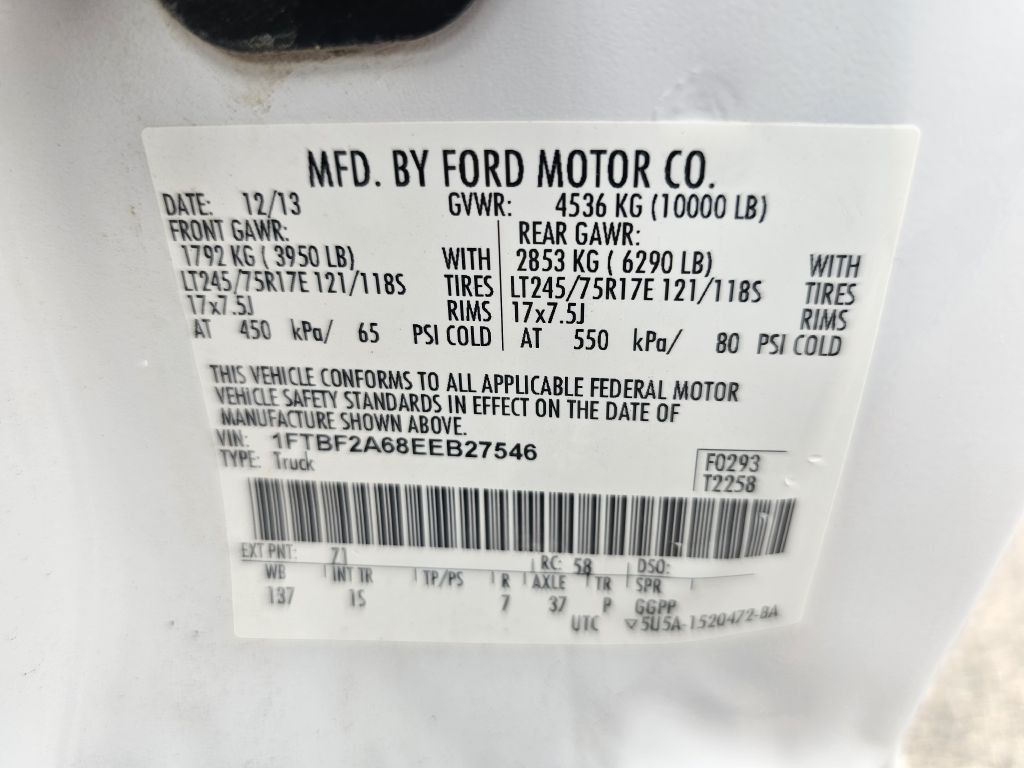 MFD. BY FORD MOTOR CO.
DATE: 12/13 GVWR: 4536 KG (10000 LB)
FRONT GAWR: REAR GAWR:
1792 KG ( 3950 LB) WITH 2853 KG ( 6290 LB) WITH
LT245/75R17E 121/118S TIRES LT245/75R17E 121/118S TIRES
17x7.5J RIMS 17x7.5J RIMS
AT 450 kPa/ 65 PSI COLD AT 550 kPa/ 80 PSI COLD
THIS VEHICLE CONFORMS TO ALL APPLICABLE FEDERAL MOTOR
VEHICLE SAFETY STANDARDS IN EFFECT ON THE DATE OF
MANUFACTURE SHOWN ABOVE.
VIN: 1FTBF2A68EEB27546
TYPE: Truck
F0293
T2258
EXT PNT: 71 RC: 58 DSO:
WB INT TR TP/PS R AXLE TR SPR
137 15 7 37 P GGPP
UTC ▽5U5A-1520472-BA